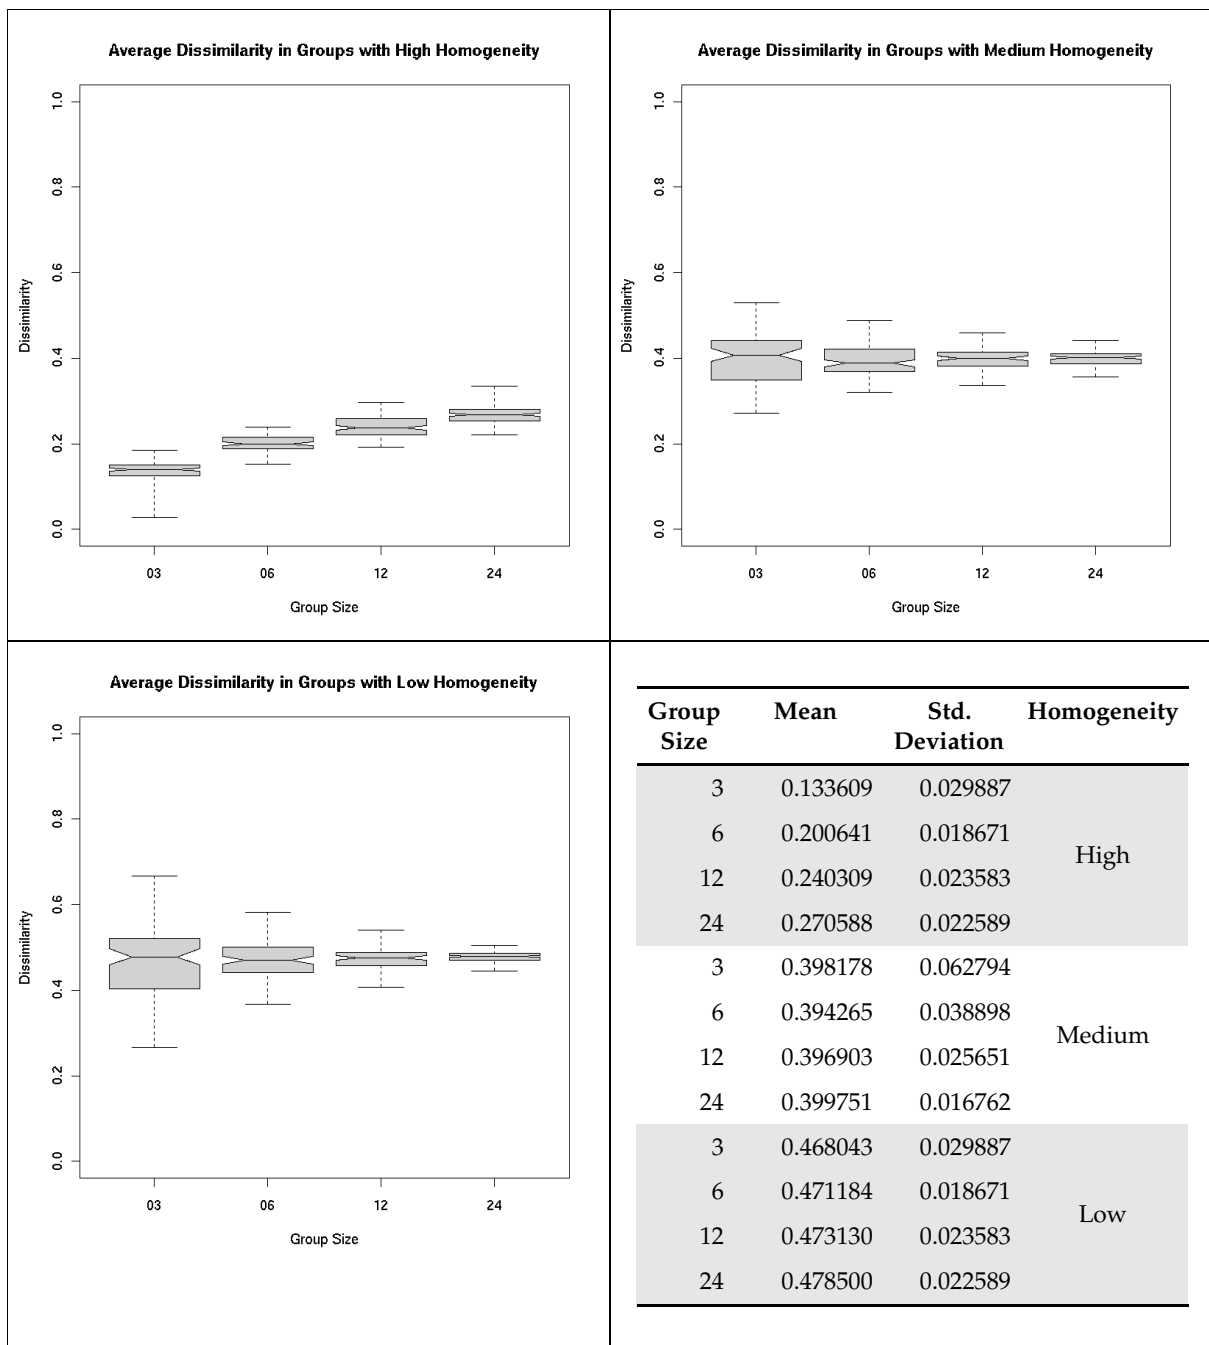 Average Dissimilarity in Groups with High Homogeneity
1.0
0.8
0.6
0.4
0.2
0.0
Dissimilarity
03 06 12 24
Group Size
Average Dissimilarity in Groups with Medium Homogeneity
1.0
0.8
0.6
0.4
0.2
0.0
Dissimilarity
03 06 12 24
Group Size
Average Dissimilarity in Groups with Low Homogeneity
1.0
0.8
0.6
0.4
0.2
0.0
Dissimilarity
03 06 12 24
Group Size
Group Mean Std. Homogeneity
Size Deviation
3 0.133609 0.029887
6 0.200641 0.018671
High
12 0.240309 0.023583
24 0.270588 0.022589
3 0.398178 0.062794
6 0.394265 0.038898
Medium
12 0.396903 0.025651
24 0.399751 0.016762
3 0.468043 0.029887
6 0.471184 0.018671
Low
12 0.473130 0.023583
24 0.478500 0.022589